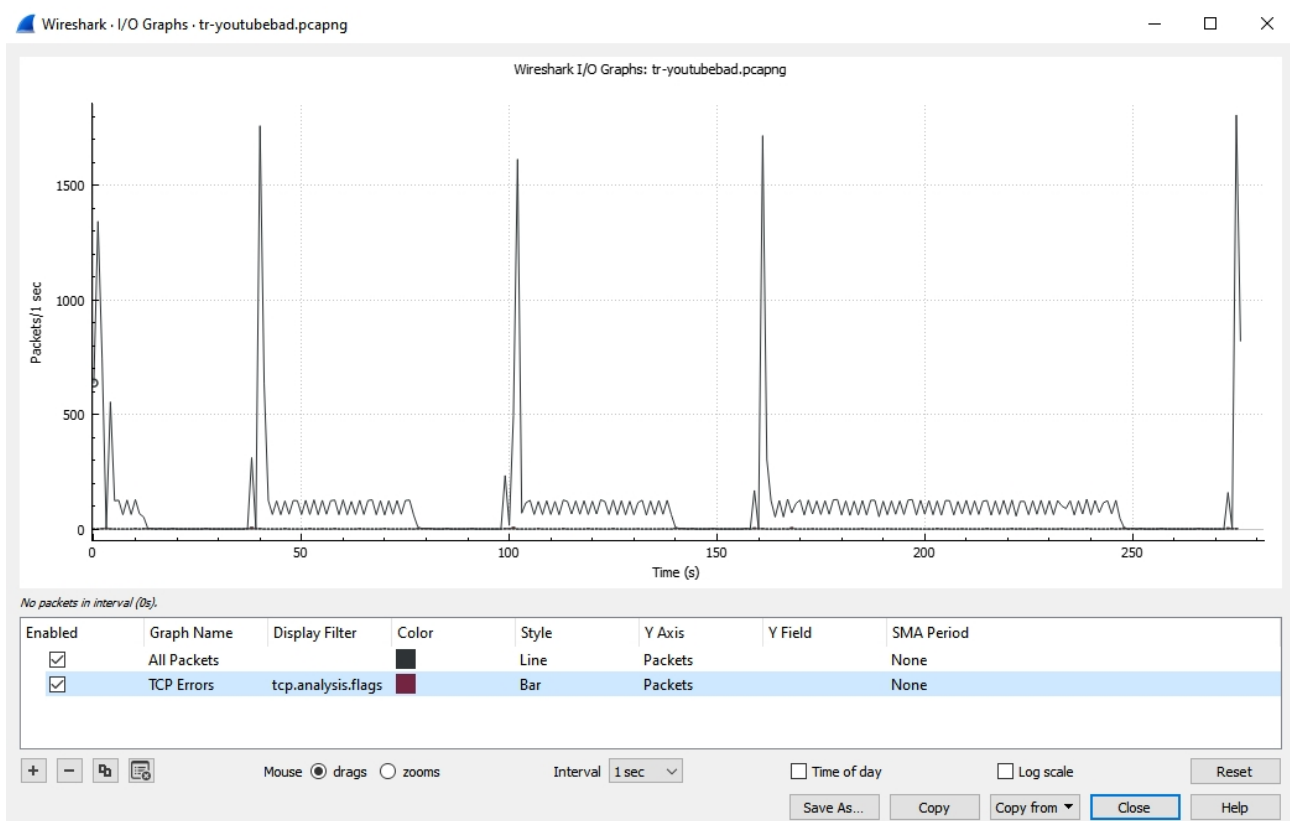 Wireshark · I/O Graphs · tr-youtubebad.pcapng
Wireshark I/O Graphs: tr-youtubebad.pcapng
1500
1000
500
0
Packets/1 sec
0 50 100 150 200 250
Time (s)
No packets in interval (0s).
Enabled Graph Name Display Filter Color Style Y Axis Y Field SMA Period
All Packets Line Packets None
TCP Errors tcp.analysis.flags Bar Packets None
+ − Mouse drags zooms Interval 1 sec Time of day Log scale Reset
Save As... Copy Copy from Close Help